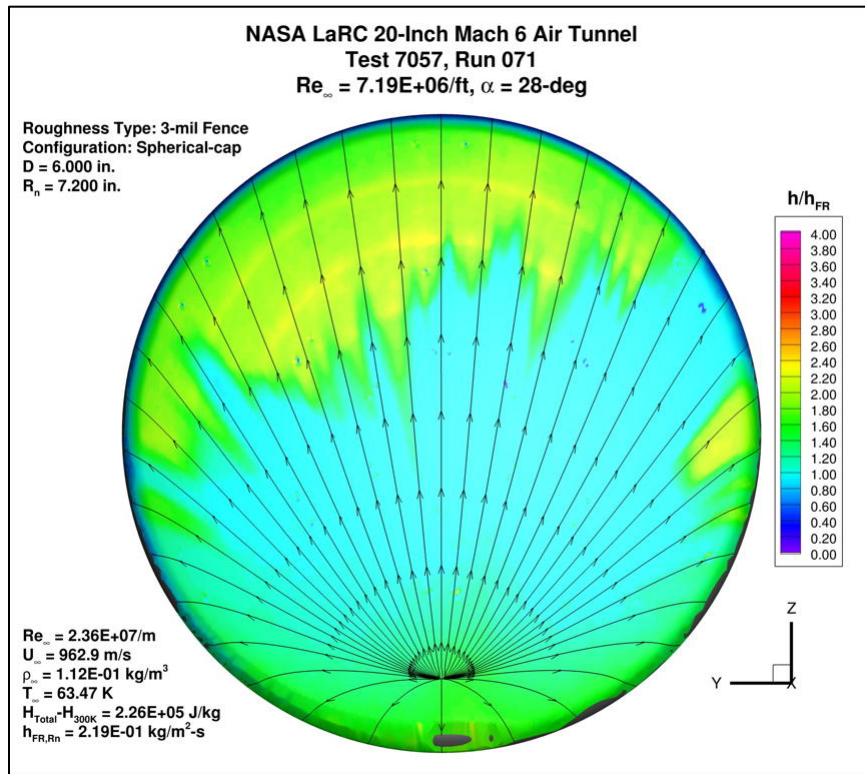 NASA LaRC 20-Inch Mach 6 Air Tunnel
Test 7057, Run 071
Re∞ = 7.19E+06/ft, α = 28-deg
Roughness Type: 3-mil Fence
Configuration: Spherical-cap
D = 6.000 in.
Rn = 7.200 in.
h/hFR
4.00
3.80
3.60
3.40
3.20
3.00
2.80
2.60
2.40
2.20
2.00
1.80
1.60
1.40
1.20
1.00
0.80
0.60
0.40
0.20
0.00
Re∞ = 2.36E+07/m
U∞ = 962.9 m/s
ρ∞ = 1.12E-01 kg/m³
T∞ = 63.47 K
HTotal-H300K = 2.26E+05 J/kg
hFR,Rn = 2.19E-01 kg/m²-s
Z
Y
X